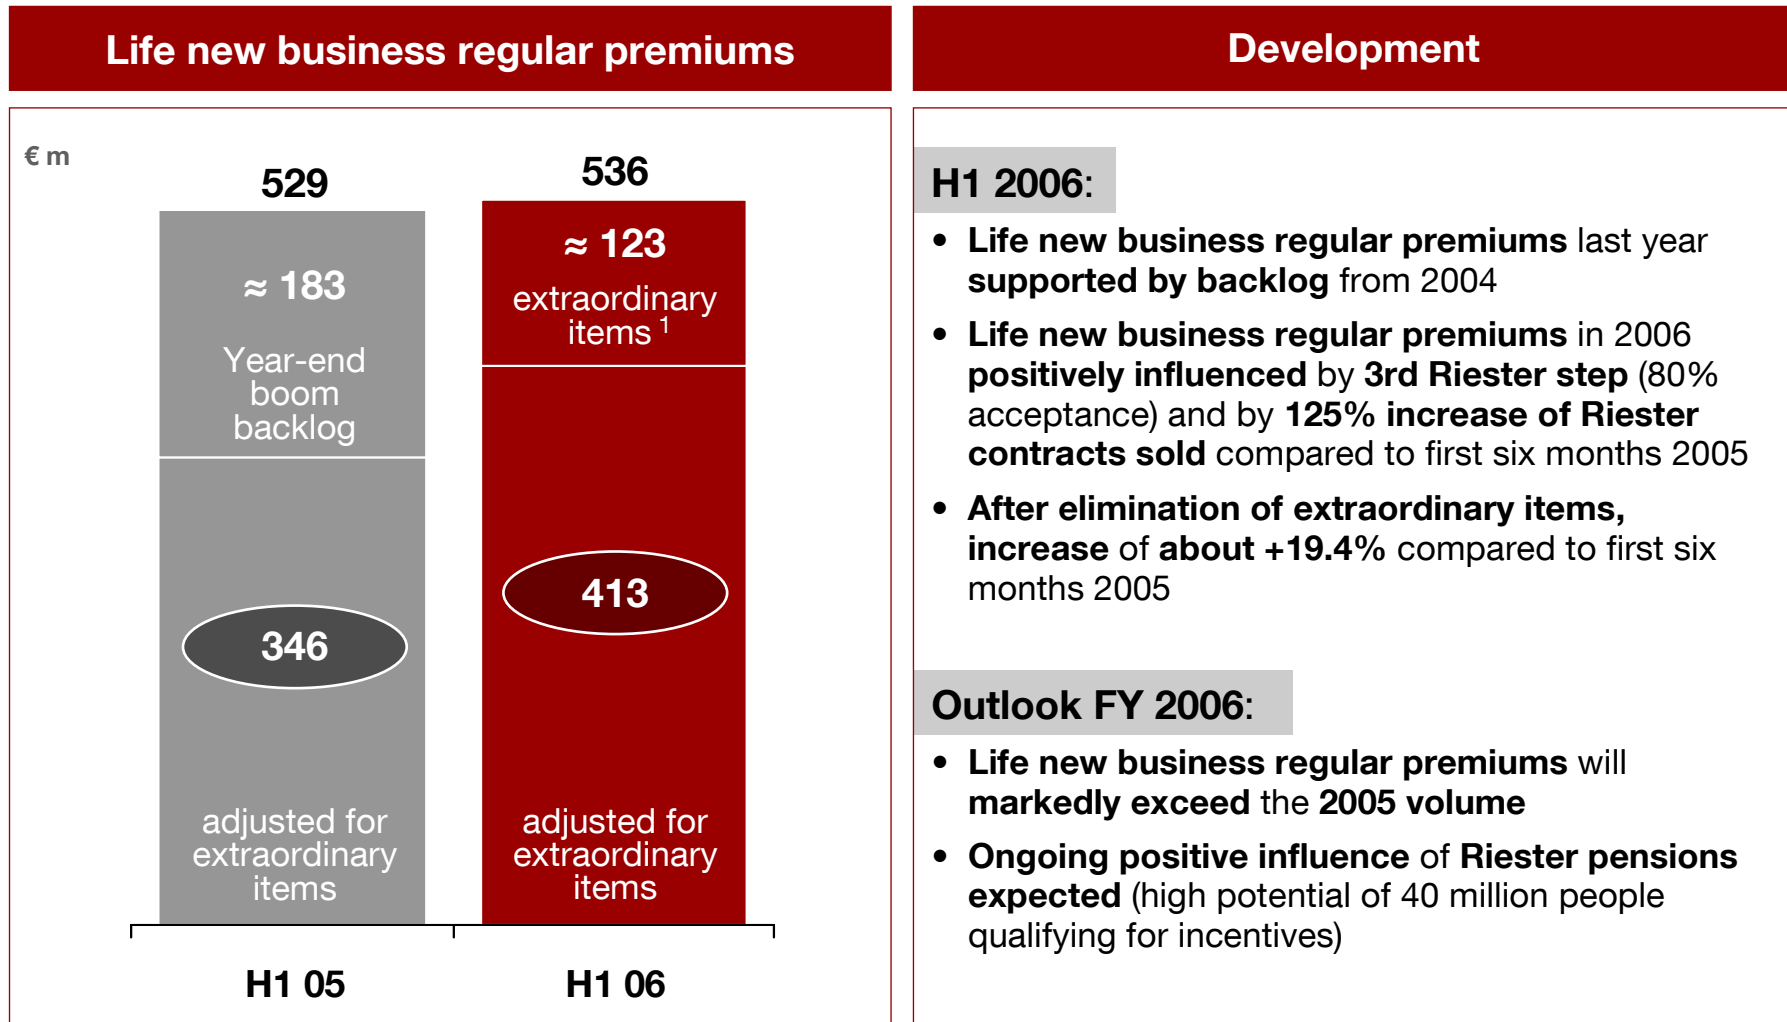 Life new business regular premiums
€ m
529
≈ 183
Year-end
boom
backlog
346
adjusted for
extraordinary
items
H1 05
536
≈ 123
extraordinary
items 1
413
adjusted for
extraordinary
items
H1 06
Development
H1 2006:
• Life new business regular premiums last year
supported by backlog from 2004
• Life new business regular premiums in 2006
positively influenced by 3rd Riester step (80%
acceptance) and by 125% increase of Riester
contracts sold compared to first six months 2005
• After elimination of extraordinary items,
increase of about +19.4% compared to first six
months 2005
Outlook FY 2006:
• Life new business regular premiums will
markedly exceed the 2005 volume
• Ongoing positive influence of Riester pensions
expected (high potential of 40 million people
qualifying for incentives)